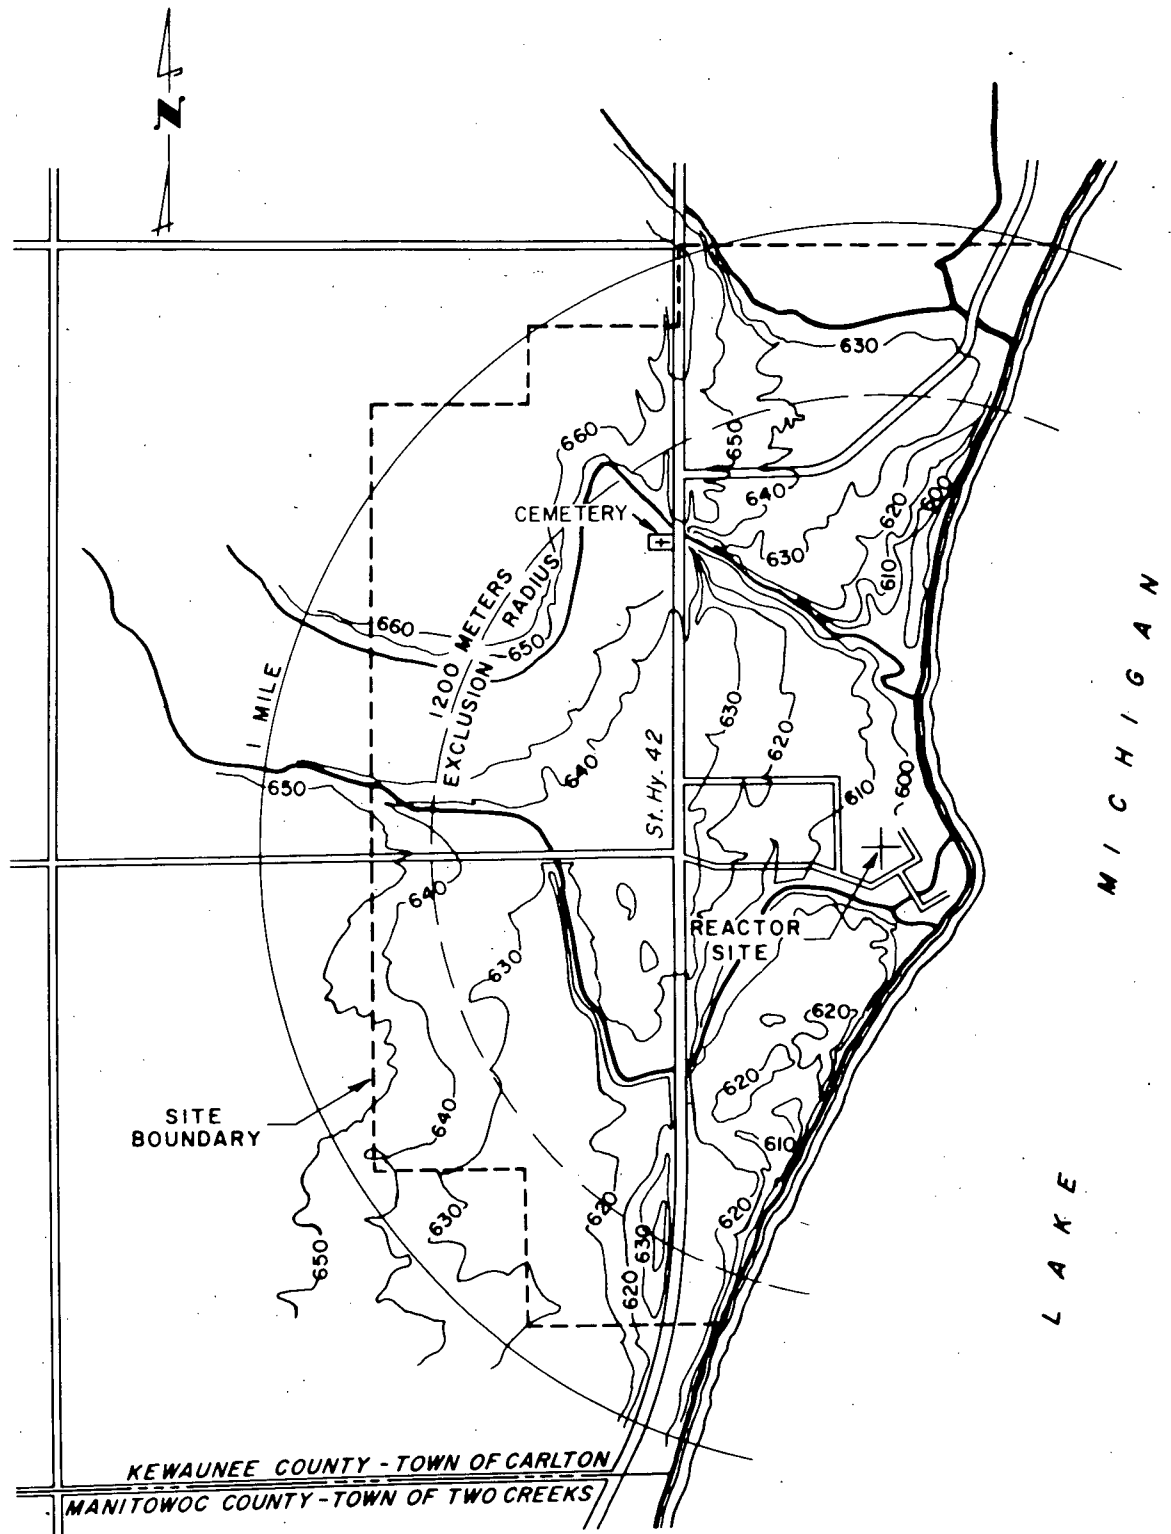 N
630
660
650
640
600
620
CEMETERY
630
610
1200 METERS
EXCLUSION RADIUS
660
650
630
1 MILE
620
St. Hy. 42
640
650
610
600
MICHIGAN
640
REACTOR
SITE
630
620
620
SITE
BOUNDARY
640
610
620
620
630
630
650
620
LAKE
KEWAUNEE COUNTY - TOWN OF CARLTON
MANITOWOC COUNTY - TOWN OF TWO CREEKS